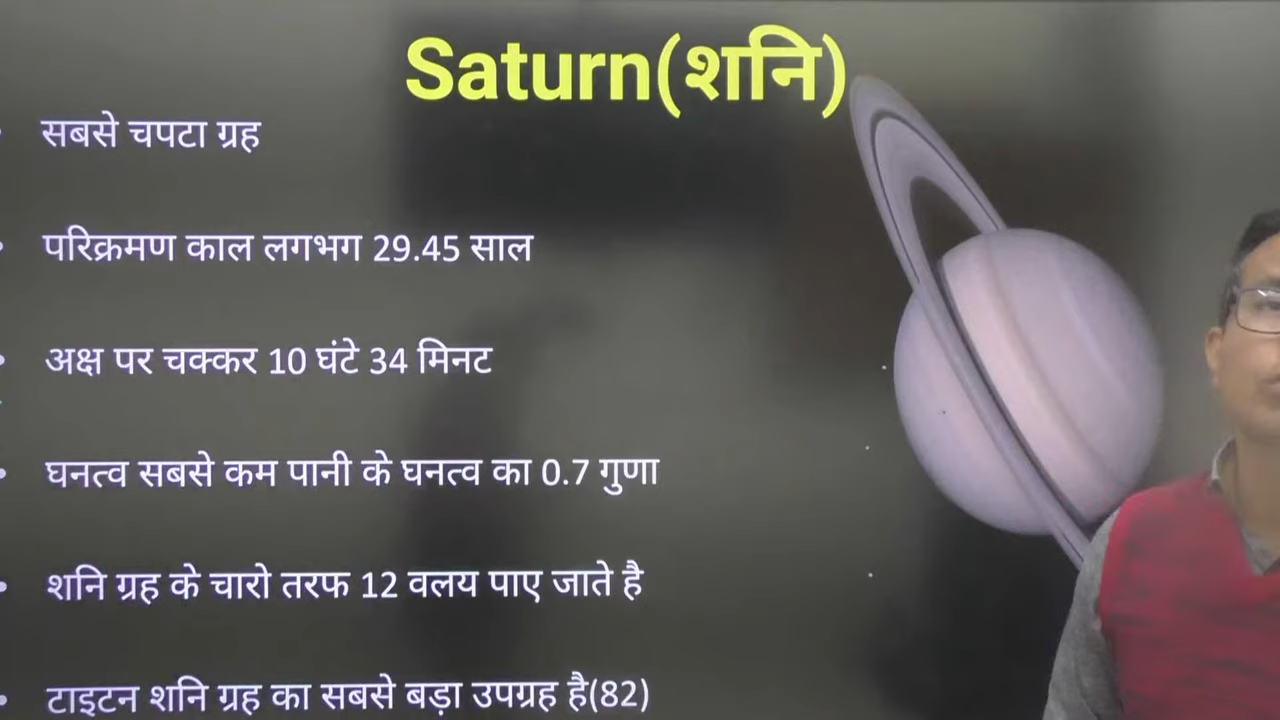 Saturn(शनि)
सबसे चपटा ग्रह
परिक्रमण काल लगभग 29.45 साल
अक्ष पर चक्कर 10 घंटे 34 मिनट
घनत्व सबसे कम पानी के घनत्व का 0.7 गुणा
शनि ग्रह के चारो तरफ 12 वलय पाए जाते है
टाइटन शनि ग्रह का सबसे बड़ा उपग्रह है(82)